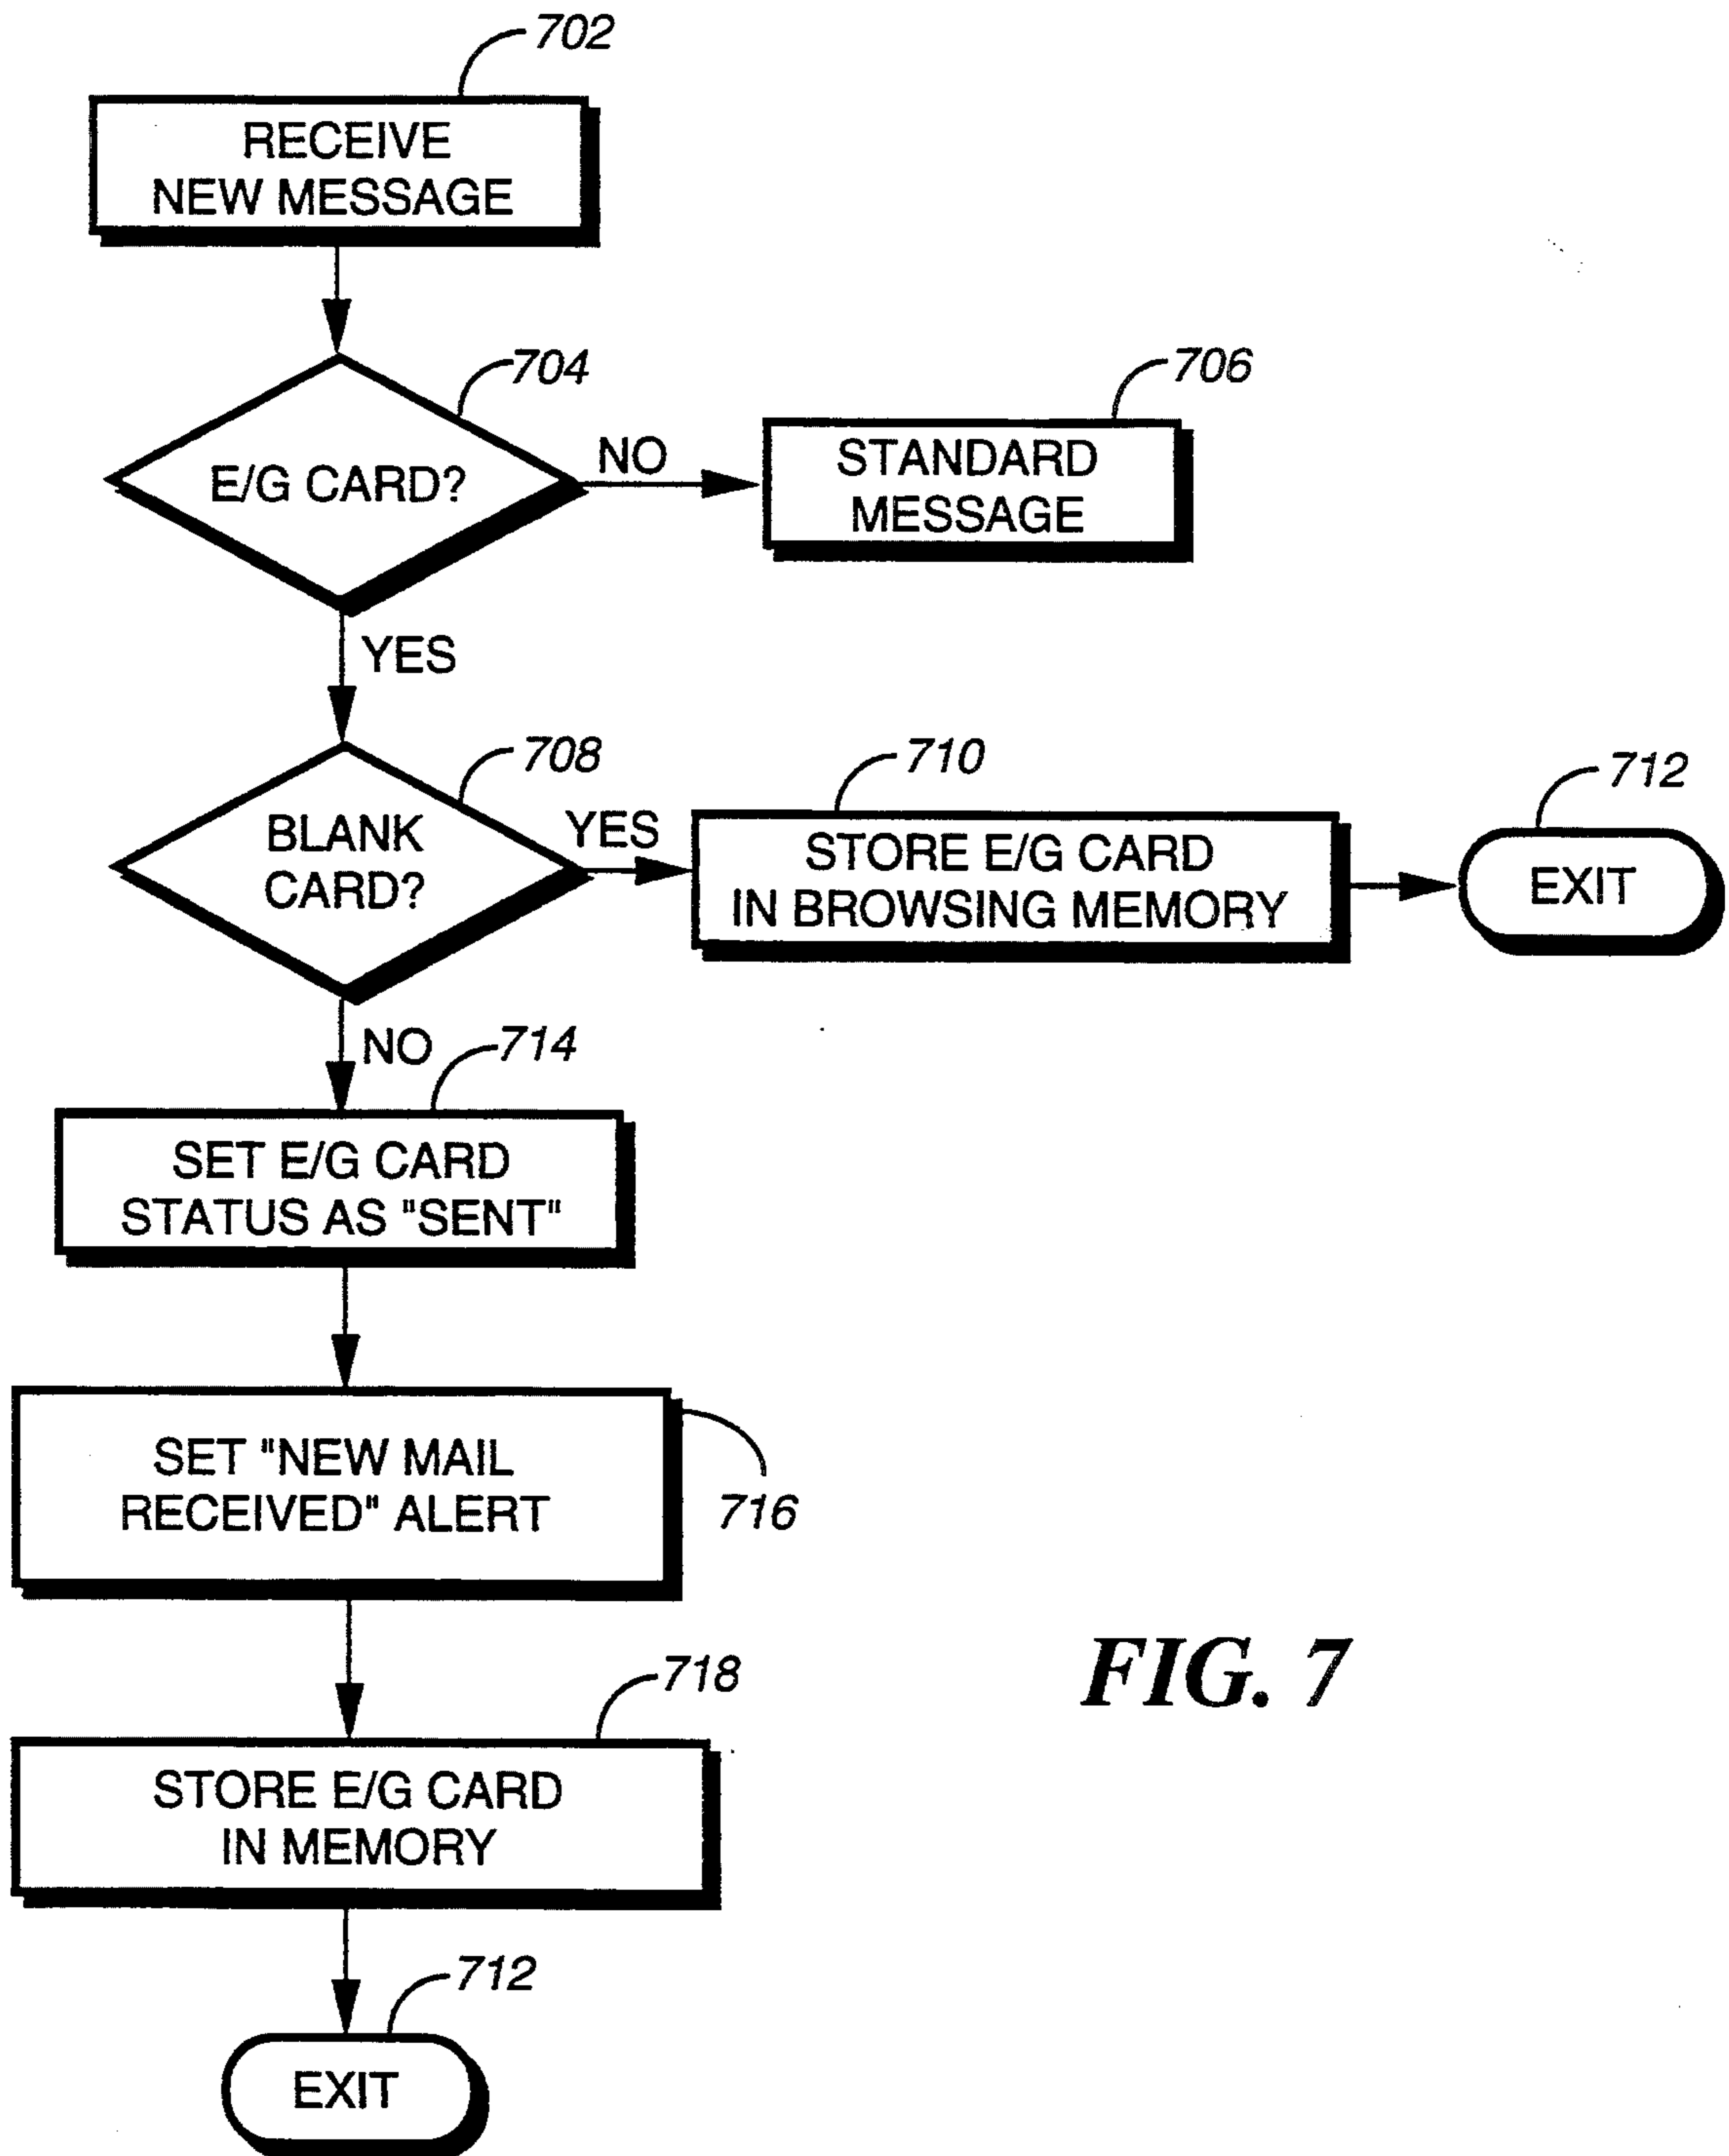 702
RECEIVE
NEW MESSAGE
704
E/G CARD?
NO
706
STANDARD
MESSAGE
YES
708
BLANK
CARD?
YES
710
STORE E/G CARD
IN BROWSING MEMORY
712
EXIT
NO
714
SET E/G CARD
STATUS AS "SENT"
SET "NEW MAIL
RECEIVED" ALERT
716
718
STORE E/G CARD
IN MEMORY
712
EXIT
FIG. 7